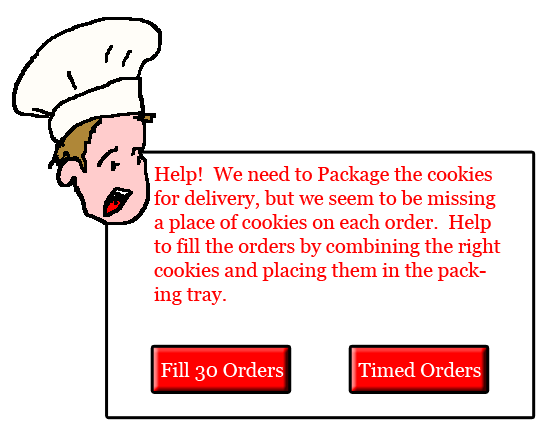 Help!  We need to Package the cookies
for delivery, but we seem to be missing
a place of cookies on each order.  Help
to fill the orders by combining the right
cookies and placing them in the pack-
ing tray.
Fill 30 Orders
Timed Orders